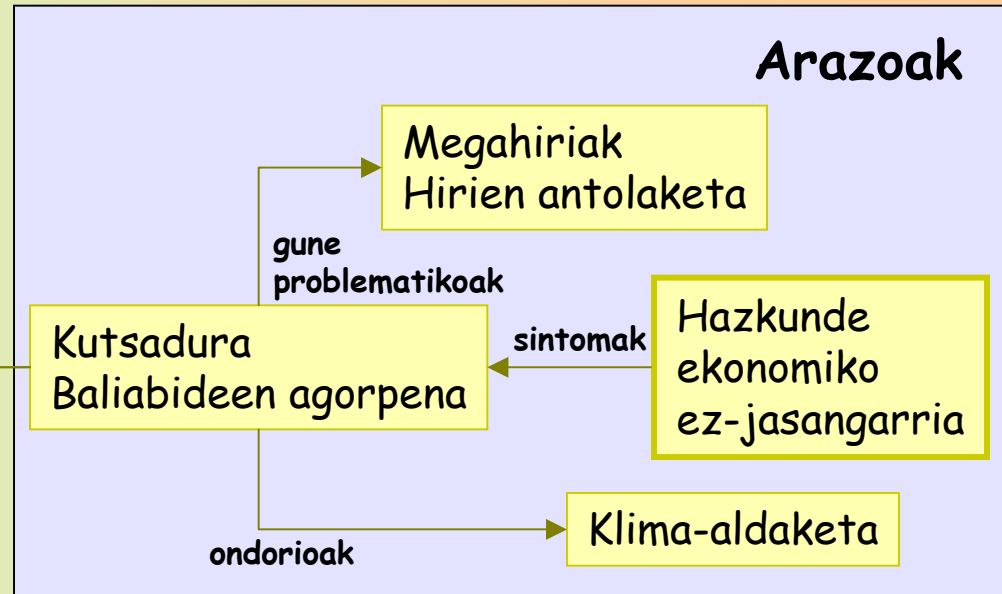 Arazoak
Megahiriak
Hirien antolaketa
gune
problematikoak
Kutsadura
Baliabideen agorpena
sintomak
Hazkunde
ekonomiko
ez-jasangarria
ondorioak
Klima-aldaketa